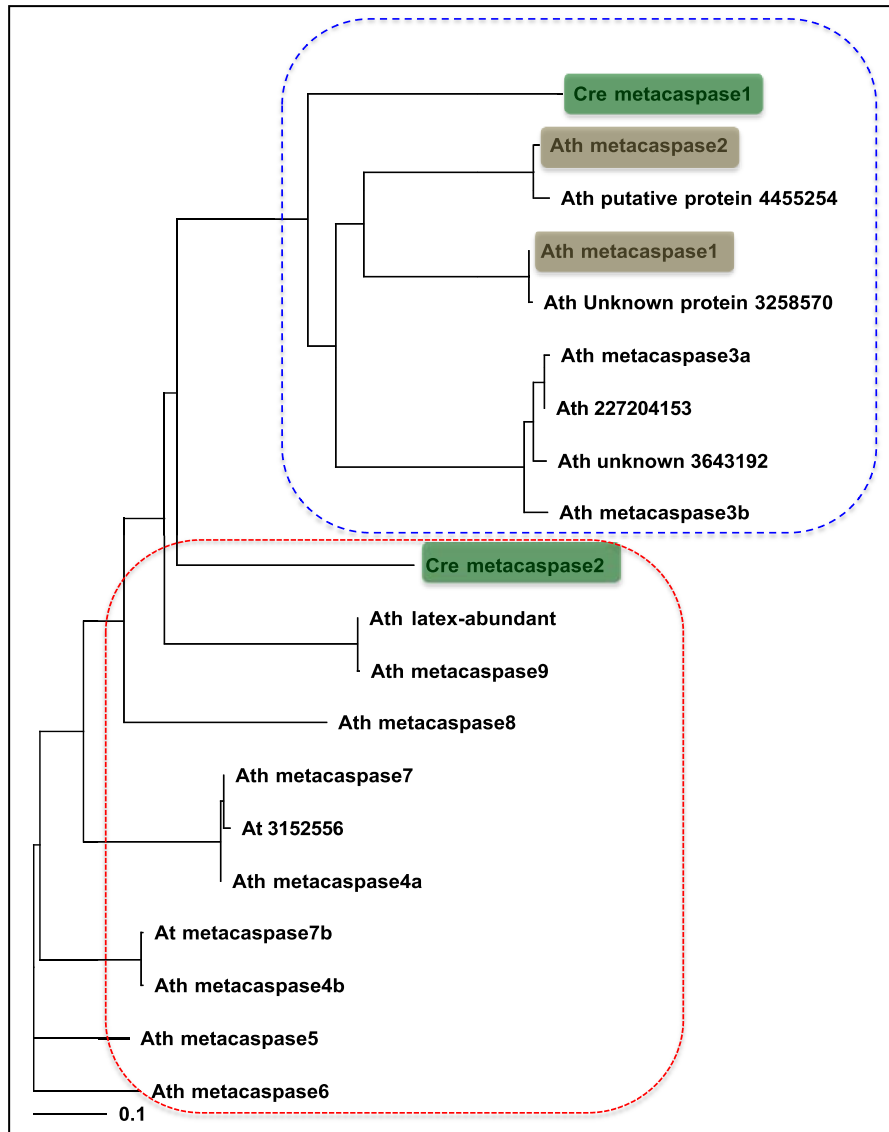 Cre metacaspase1
Ath metacaspase2
Ath putative protein 4455254
Ath metacaspase1
Ath Unknown protein 3258570
Ath metacaspase3a
Ath 227204153
Ath unknown 3643192
Ath metacaspase3b
Cre metacaspase2
Ath latex-abundant
Ath metacaspase9
Ath metacaspase8
Ath metacaspase7
At 3152556
Ath metacaspase4a
At metacaspase7b
Ath metacaspase4b
Ath metacaspase5
Ath metacaspase6
0.1